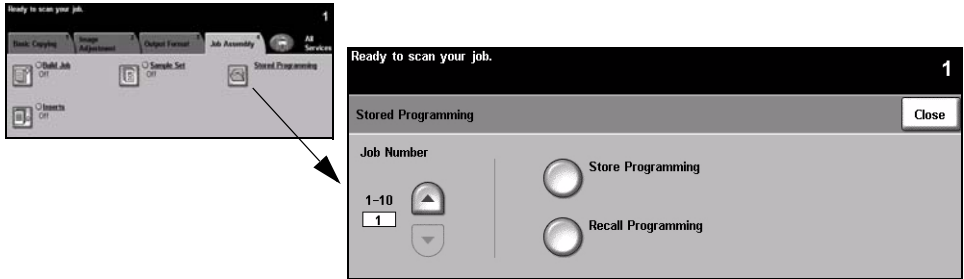 Ready to scan your job.
1
Basic Copying
Image Adjustment
Output Format
Job Assembly
All Services
Build Job
Off
Sample Set
Off
Stored Programming
Inserts
Off
Ready to scan your job.
1
Stored Programming
Close
Job Number
1-10
1
Store Programming
Recall Programming